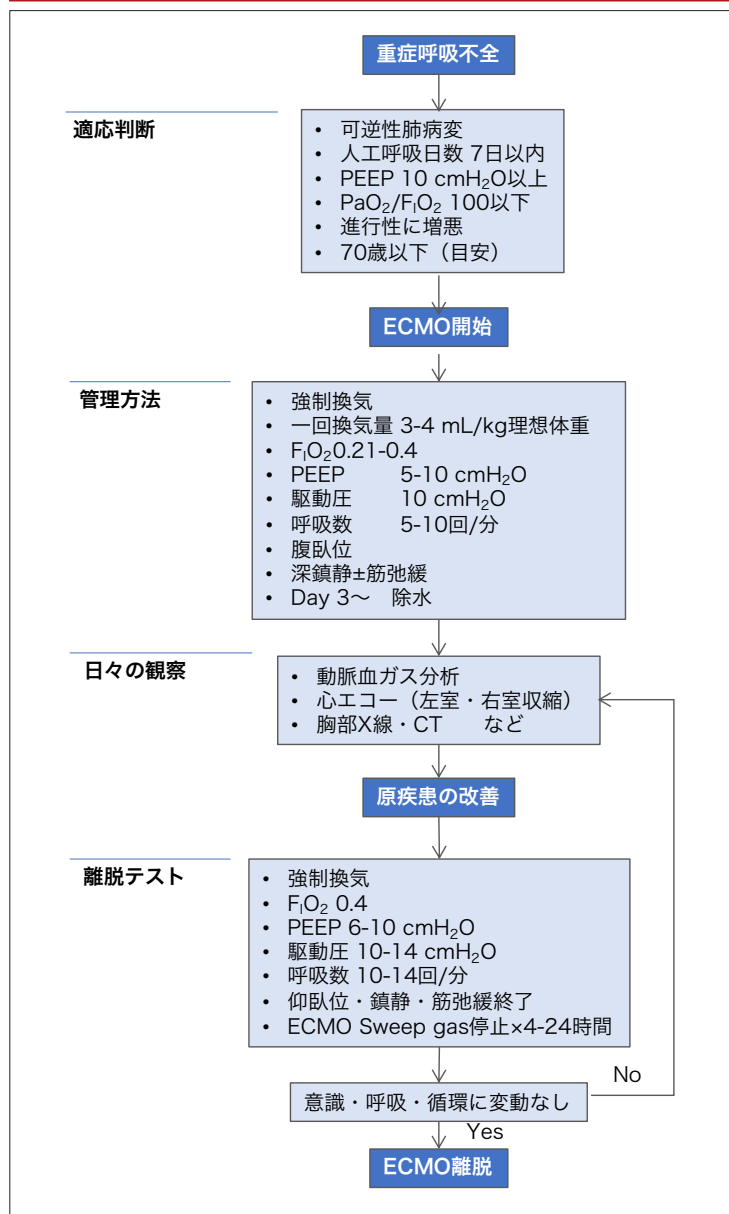 重症呼吸不全
適応判断
• 可逆性肺病変
• 人工呼吸日数 7日以内
• PEEP 10 cmH₂O以上
• PaO₂/FIO₂ 100以下
• 進行性に増悪
• 70歳以下（目安）
ECMO開始
管理方法
• 強制換気
• 一回換気量 3-4 mL/kg理想体重
• FIO₂0.21-0.4
• PEEP 5-10 cmH₂O
• 駆動圧 10 cmH₂O
• 呼吸数 5-10回/分
• 腹臥位
• 深鎮静±筋弛緩
• Day 3～ 除水
日々の観察
• 動脈血ガス分析
• 心エコー（左室・右室収縮）
• 胸部X線・CT など
原疾患の改善
離脱テスト
• 強制換気
• FIO₂ 0.4
• PEEP 6-10 cmH₂O
• 駆動圧 10-14 cmH₂O
• 呼吸数 10-14回/分
• 仰臥位・鎮静・筋弛緩終了
• ECMO Sweep gas停止×4-24時間
No
意識・呼吸・循環に変動なし
Yes
ECMO離脱